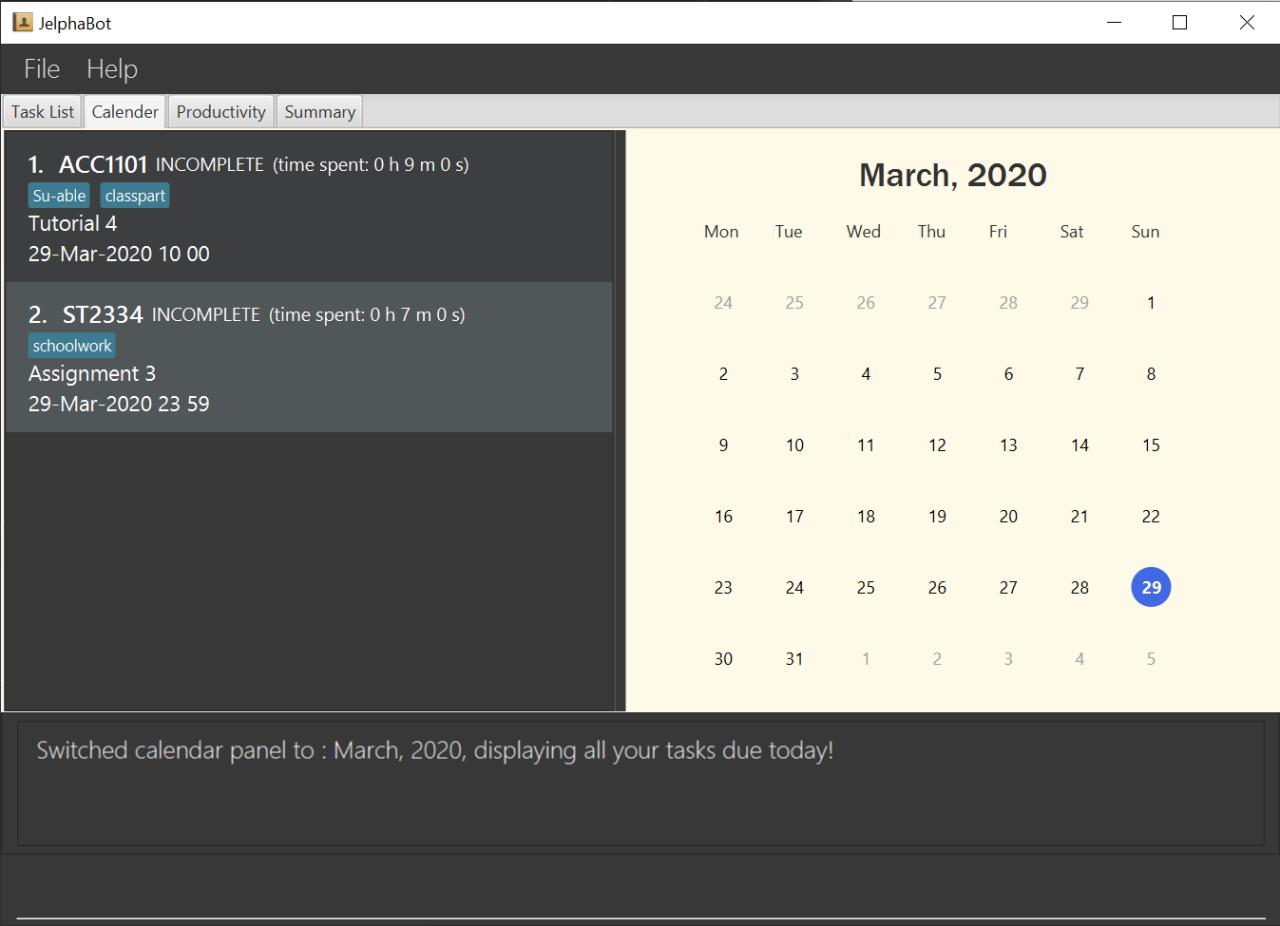 JelphaBot
File Help
Task List Calender Productivity Summary
1. ACC1101 INCOMPLETE (time spent: 0 h 9 m 0 s)
Su-able classpart
Tutorial 4
29-Mar-2020 10 00
2. ST2334 INCOMPLETE (time spent: 0 h 7 m 0 s)
schoolwork
Assignment 3
29-Mar-2020 23 59
March, 2020
Mon Tue Wed Thu Fri Sat Sun
24 25 26 27 28 29 1
2 3 4 5 6 7 8
9 10 11 12 13 14 15
16 17 18 19 20 21 22
23 24 25 26 27 28 29
30 31 1 2 3 4 5
Switched calendar panel to : March, 2020, displaying all your tasks due today!